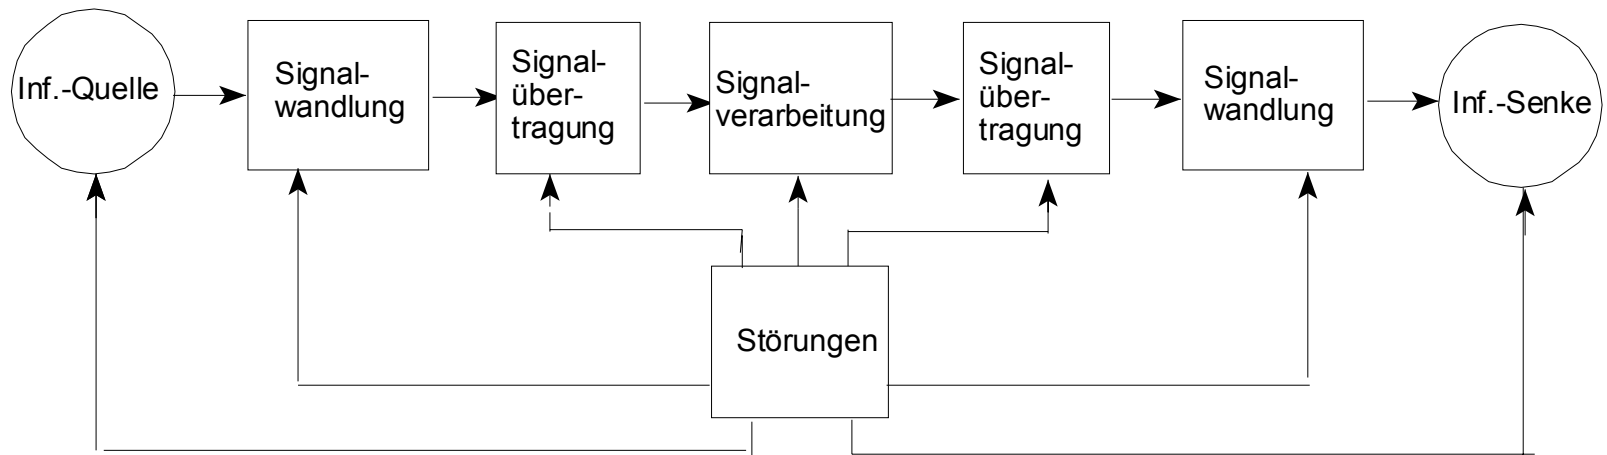 Inf.-Quelle
Signal-
wandlung
Signal-
über-
tragung
Signal-
verarbeitung
Signal-
über-
tragung
Signal-
wandlung
Inf.-Senke
Störungen